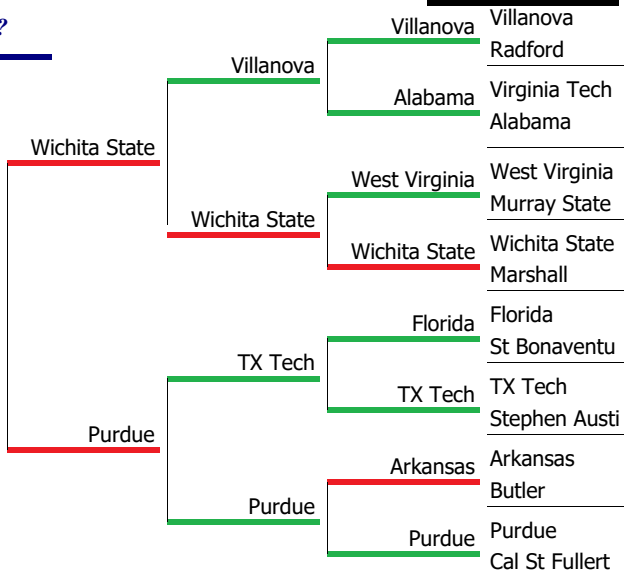 ?
Villanova
Radford
Virginia Tech
Alabama
West Virginia
Murray State
Wichita State
Marshall
Florida
St Bonaventu
TX Tech
Stephen Austi
Arkansas
Butler
Purdue
Cal St Fullert
Villanova
Alabama
West Virginia
Wichita State
Florida
TX Tech
Arkansas
Purdue
Villanova
Wichita State
TX Tech
Purdue
Wichita State
Purdue